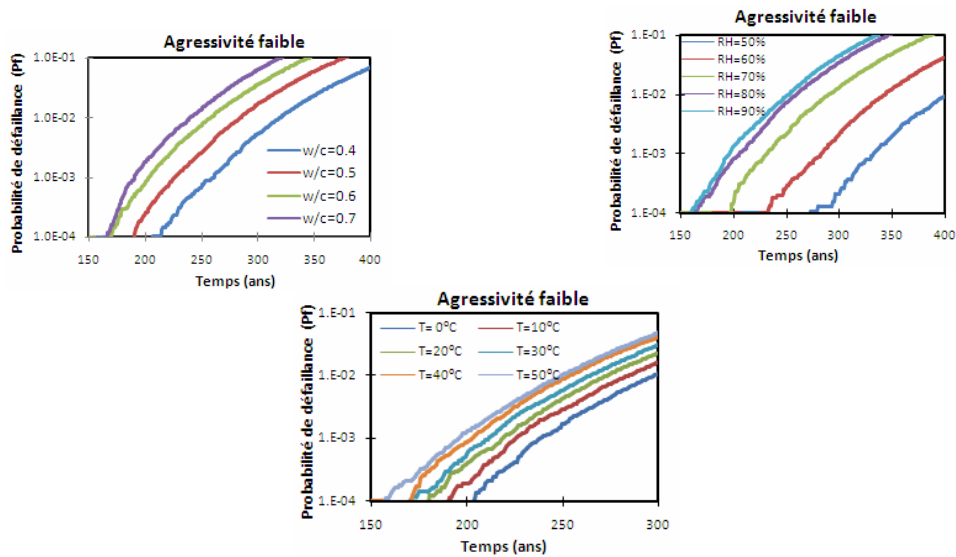 Agressivité faible
Probabilité de défaillance (Pf)
1.0E-01
1.0E-02
1.0E-03
1.0E-04
w/c=0.4
w/c=0.5
w/c=0.6
w/c=0.7
150 200 250 300 350 400
Temps (ans)
Agressivité faible
Probabilité de défaillance (Pf)
1.E-01
1.E-02
1.E-03
1.E-04
RH=50%
RH=60%
RH=70%
RH=80%
RH=90%
150 200 250 300 350 400
Temps (ans)
Agressivité faible
Probabilité de défaillance (Pf)
1.E-01
1.E-02
1.E-03
1.E-04
T= 0°C T=10°C
T=20°C T=30°C
T=40°C T=50°C
150 200 250 300
Temps (ans)